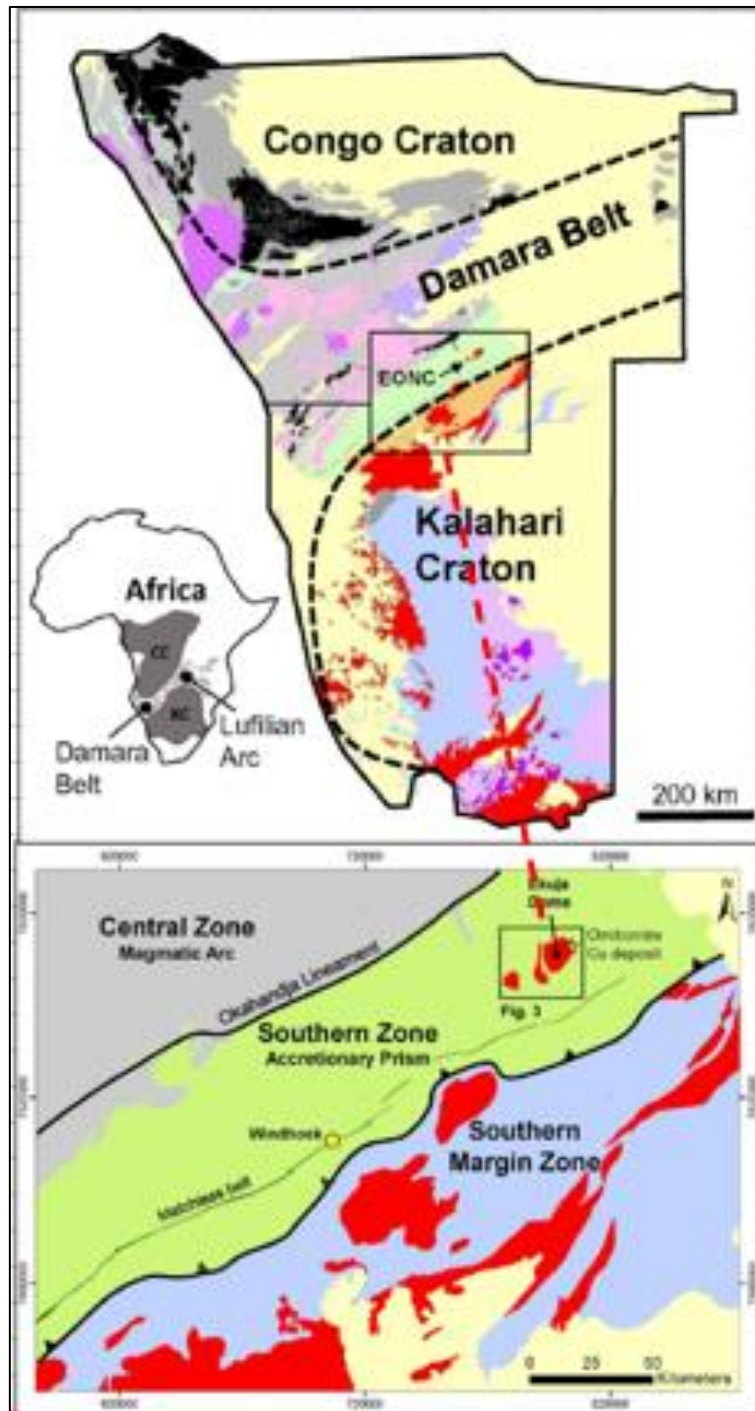 Congo Craton
Damara Belt
EONC
Kalahari
Craton
Africa
CC
KC
Damara
Belt
Lufilian
Arc
200 km
N
Central Zone
Magmatic Arc
Okahandja Lineament
Dome
Cu deposit
Fig. 3
Southern Zone
Accretionary Prism
Windhoek
Southern
Margin Zone
Matchless belt
0 25 50
Kilometers